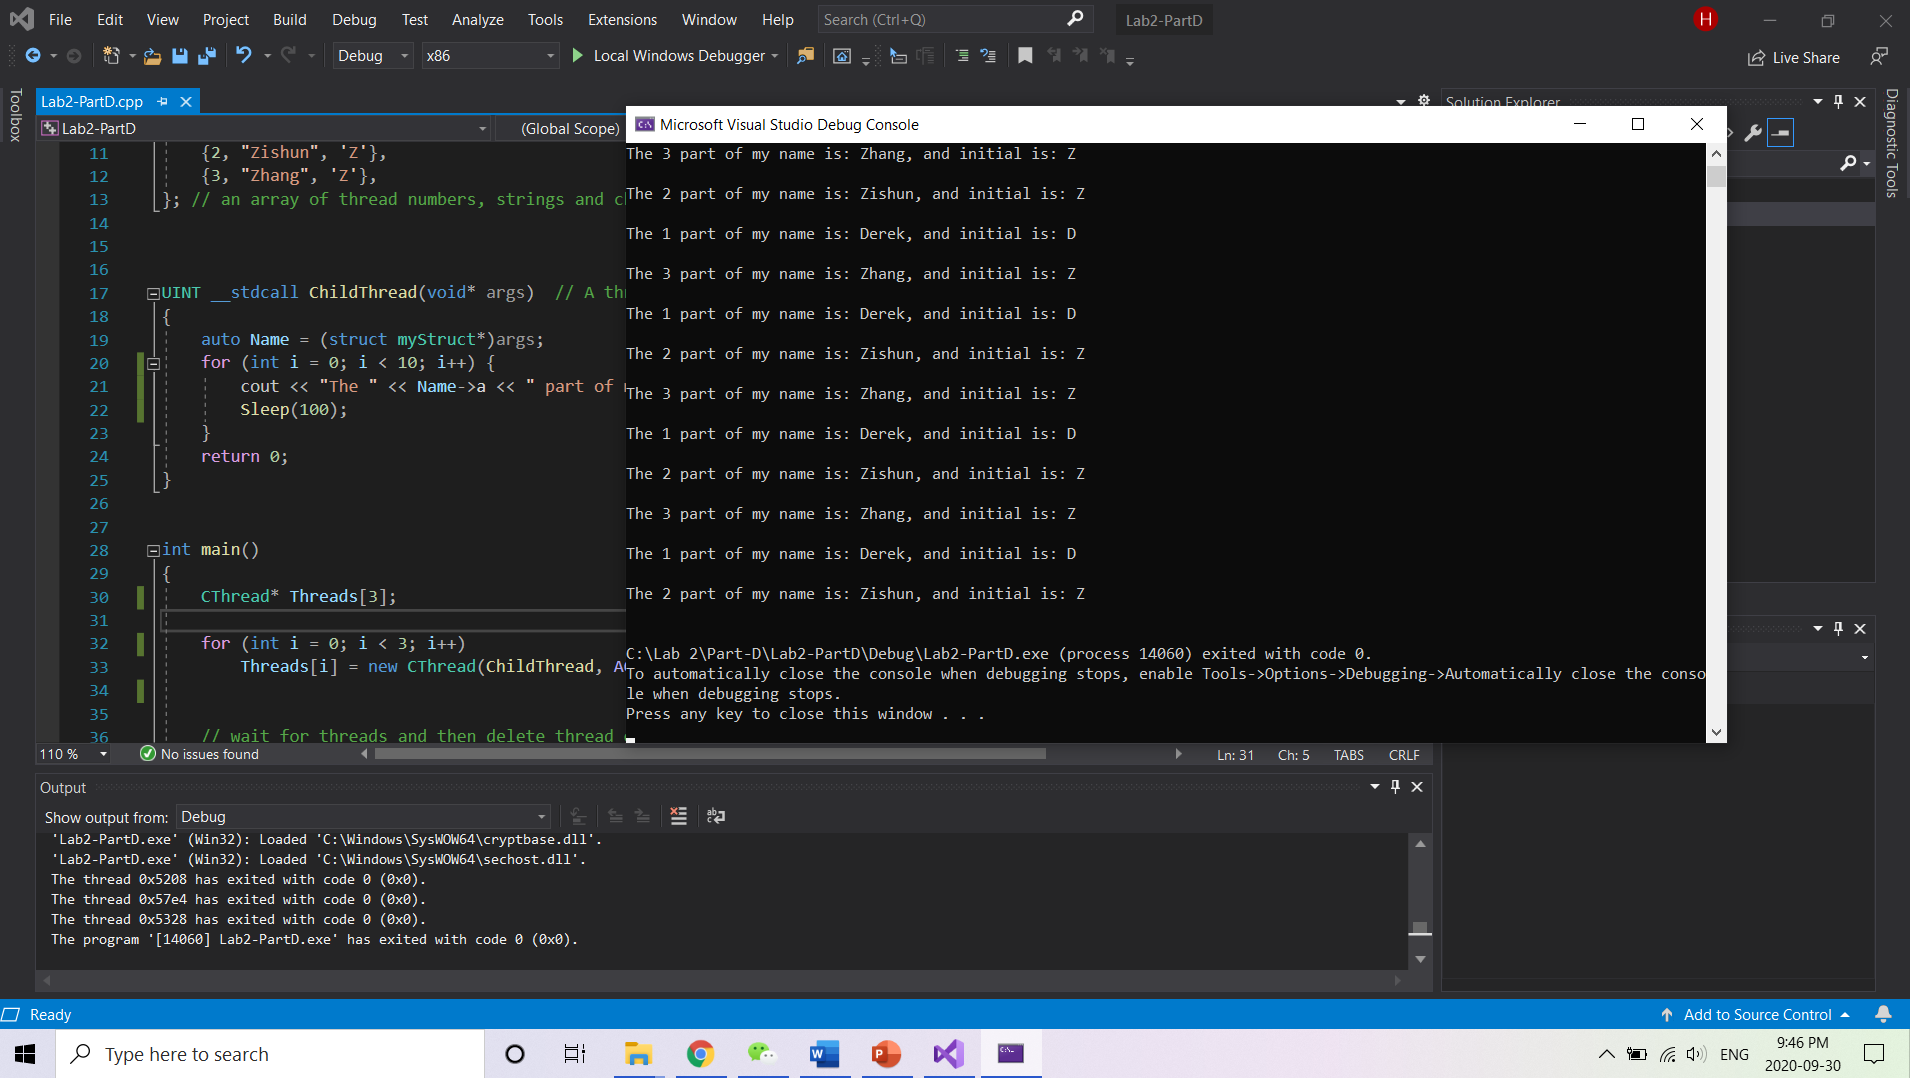 File Edit View Project Build Debug Test Analyze Tools Extensions Window Help Search (Ctrl+Q) Lab2-PartD H
Debug x86 Local Windows Debugger Live Share
Toolbox
Lab2-PartD.cpp
Lab2-PartD (Global Scope)
11 {2, "Zishun", 'Z'},
12 {3, "Zhang", 'Z'},
13 }; // an array of thread numbers, strings and c
14
15
16
17 UINT __stdcall ChildThread(void* args) // A thr
18 {
19 auto Name = (struct myStruct*)args;
20 for (int i = 0; i < 10; i++) {
21 cout << "The " << Name->a << " part of
22 Sleep(100);
23 }
24 return 0;
25 }
26
27
28 int main()
29 {
30 CThread* Threads[3];
31
32 for (int i = 0; i < 3; i++)
33 Threads[i] = new CThread(ChildThread, A
34
35
36 // wait for threads and then delete thread
110 % No issues found Ln: 31 Ch: 5 TABS CRLF
Microsoft Visual Studio Debug Console
The 3 part of my name is: Zhang, and initial is: Z
The 2 part of my name is: Zishun, and initial is: Z
The 1 part of my name is: Derek, and initial is: D
The 3 part of my name is: Zhang, and initial is: Z
The 1 part of my name is: Derek, and initial is: D
The 2 part of my name is: Zishun, and initial is: Z
The 3 part of my name is: Zhang, and initial is: Z
The 1 part of my name is: Derek, and initial is: D
The 2 part of my name is: Zishun, and initial is: Z
The 3 part of my name is: Zhang, and initial is: Z
The 1 part of my name is: Derek, and initial is: D
The 2 part of my name is: Zishun, and initial is: Z
C:\Lab 2\Part-D\Lab2-PartD\Debug\Lab2-PartD.exe (process 14060) exited with code 0.
To automatically close the console when debugging stops, enable Tools->Options->Debugging->Automatically close the conso
le when debugging stops.
Press any key to close this window . . .
Solution Explorer
Diagnostic Tools
Output
Show output from: Debug
'Lab2-PartD.exe' (Win32): Loaded 'C:\Windows\SysWOW64\cryptbase.dll'.
'Lab2-PartD.exe' (Win32): Loaded 'C:\Windows\SysWOW64\sechost.dll'.
The thread 0x5208 has exited with code 0 (0x0).
The thread 0x57e4 has exited with code 0 (0x0).
The thread 0x5328 has exited with code 0 (0x0).
The program '[14060] Lab2-PartD.exe' has exited with code 0 (0x0).
Ready Add to Source Control
Type here to search ENG 9:46 PM
2020-09-30